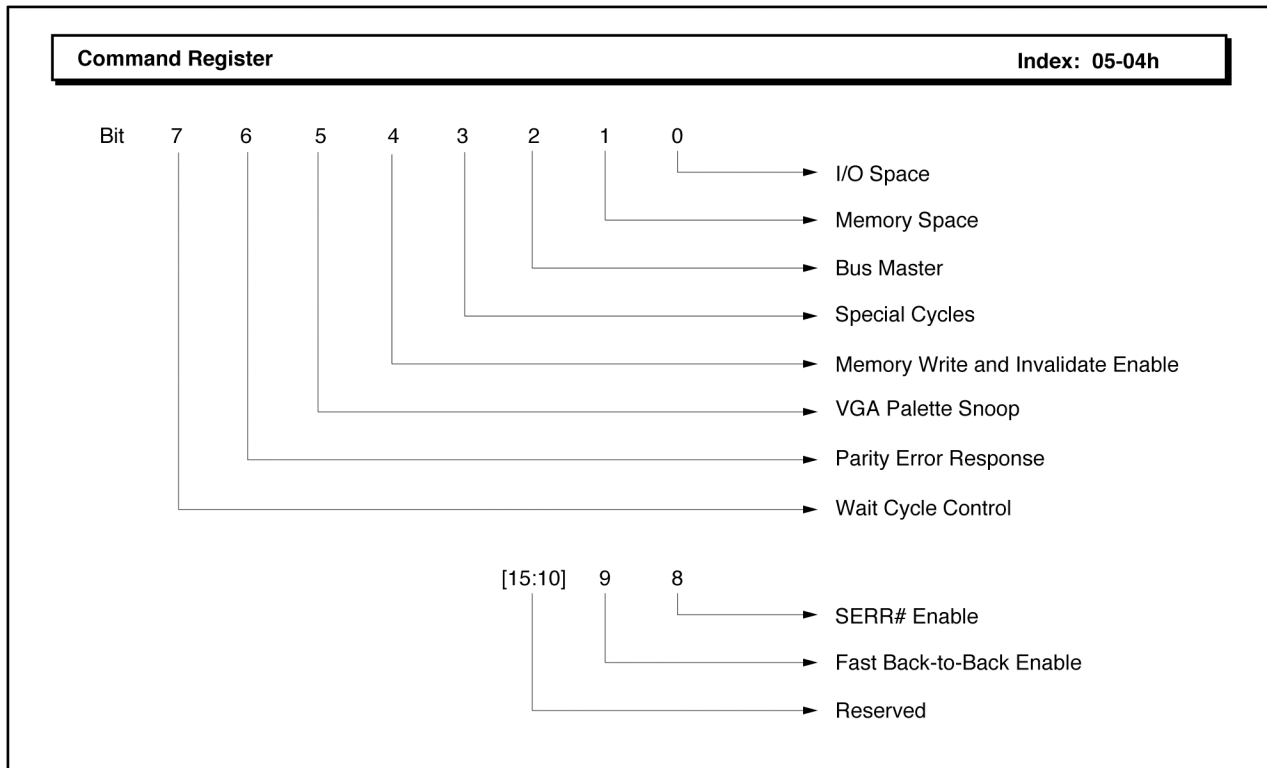 Command Register Index: 05-04h
Bit 7 6 5 4 3 2 1 0
I/O Space
Memory Space
Bus Master
Special Cycles
Memory Write and Invalidate Enable
VGA Palette Snoop
Parity Error Response
Wait Cycle Control
[15:10] 9 8
SERR# Enable
Fast Back-to-Back Enable
Reserved